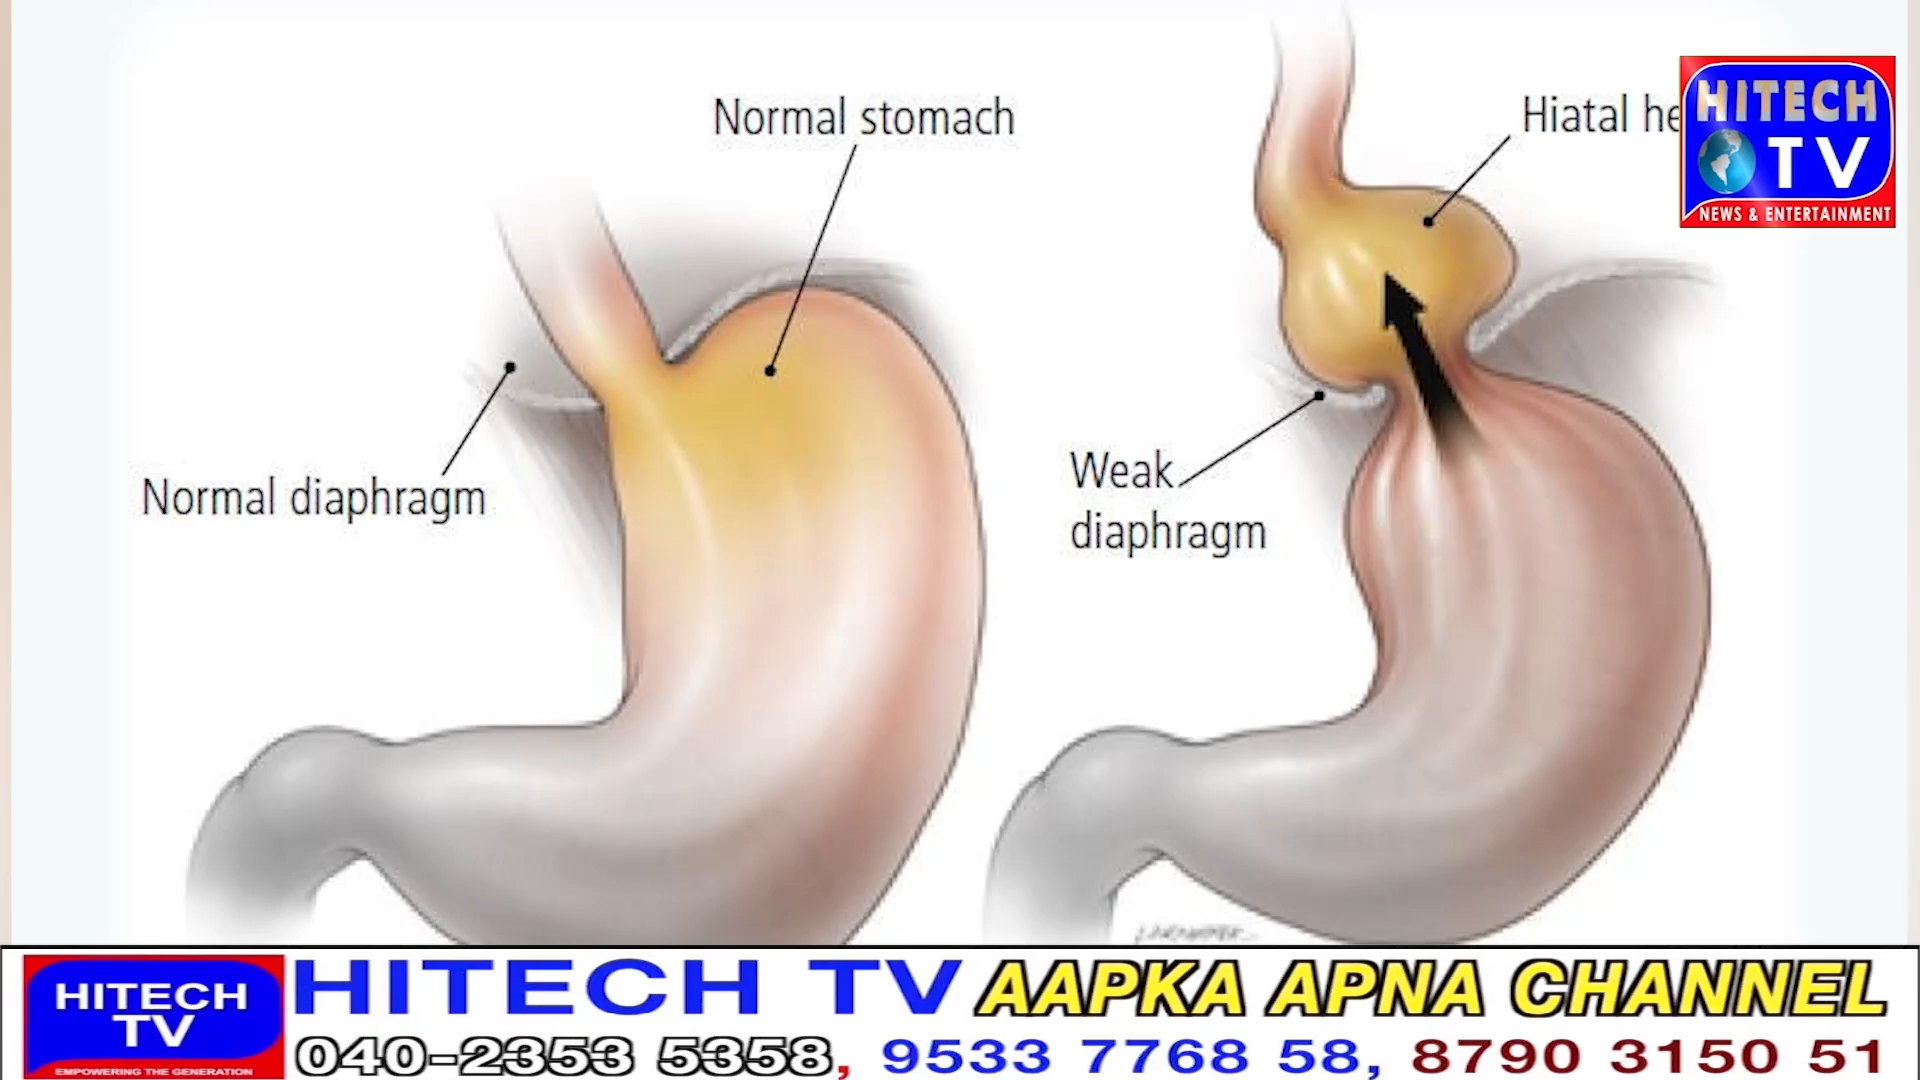 Normal stomach
Hiatal he
HITECH
TV
NEWS & ENTERTAINMENT
Normal diaphragm
Weak
diaphragm
HITECH
TV
EMPOWERING THE GENERATION
HITECH TV AAPKA APNA CHANNEL
040-2353 5358, 9533 7768 58, 8790 3150 51